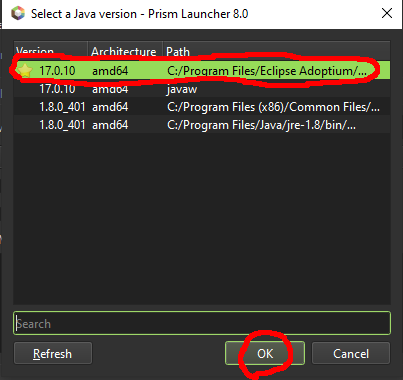 Select a Java version - Prism Launcher 8.0
Version Architecture Path
17.0.10 amd64 C:/Program Files/Eclipse Adoptium/...
17.0.10 amd64 javaw
1.8.0_401 amd64 C:/Program Files (x86)/Common Files/...
1.8.0_401 amd64 C:/Program Files/Java/jre-1.8/bin/...
Search
Refresh OK Cancel